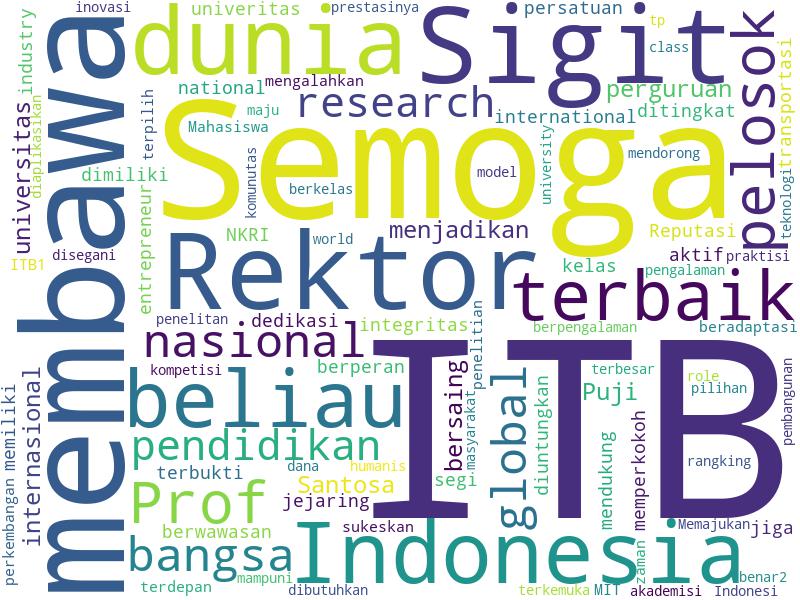 inovasi
univeritas
prestasinya
persatuan
tp
dunia
Sigit
class
industry
membawa
national
mengalahkan
perguruan
pelosok
transportasi
research
international
ditingkat
diaplikasikan
universitas
terpilih
maju
Mahasiswa
Semoga
university
mendorong
komunutas
model
dimiliki
berkelas
teknologi
entrepreneur
NKRI
world
menjadikan
Reputasi
ITB1
disegani
Rektor
aktif
praktisi
kelas
pengalaman
terbaik
penelitan
dedikasi
integritas
penelitian
berpengalaman
beradaptasi
nasional
ITB
kompetisi
berperan
bersaing
terbesar
role
pilihan
pembangunan
internasional
memiliki
perkembangan
beliau
masyarakat
global
diuntungkan
Puji
pendidikan
mendukung
memperkokoh
terbukti
dana
humanis
Santosa
segi
rangking
Prof
jejaring
berwawasan
sukeskan
Memajukan
jiga
bangsa
Indonesia
zaman
mampuni
benar2
terdepan
dibutuhkan
terkemuka
MIT
akademisi
Indonesi